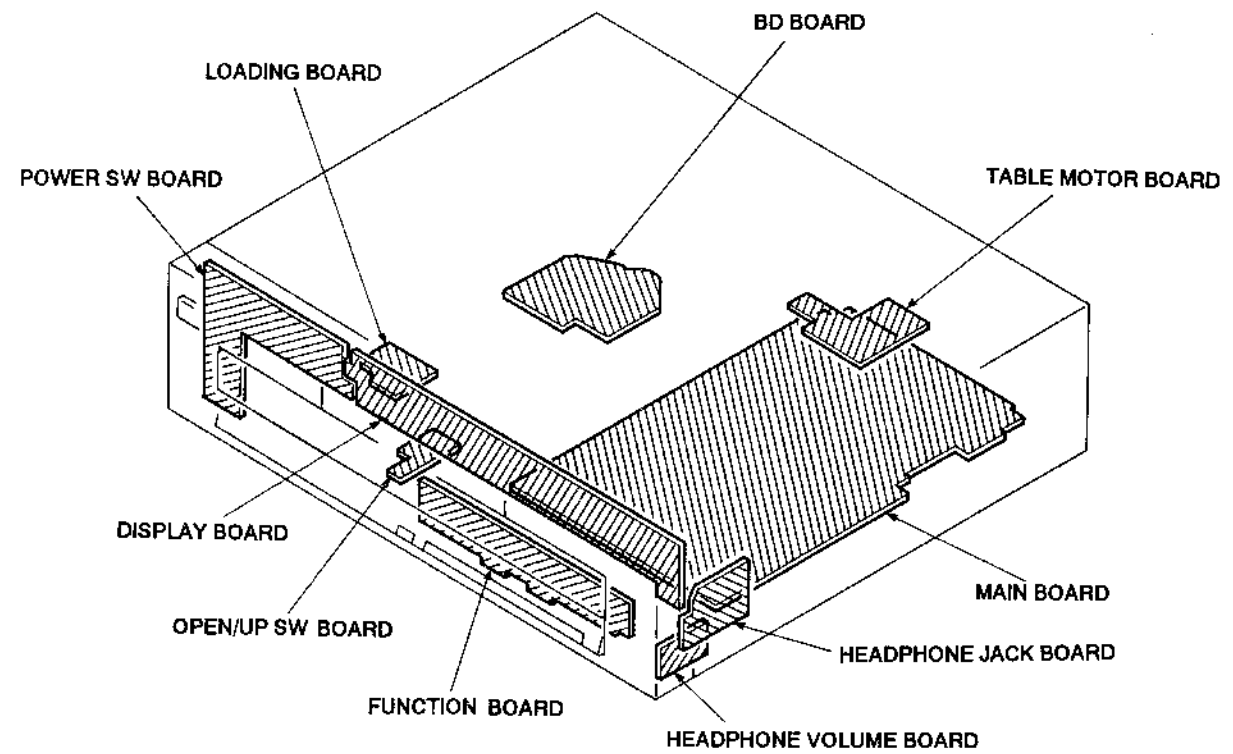 BD BOARD
LOADING BOARD
POWER SW BOARD
TABLE MOTOR BOARD
DISPLAY BOARD
MAIN BOARD
OPEN/UP SW BOARD
HEADPHONE JACK BOARD
FUNCTION BOARD
HEADPHONE VOLUME BOARD